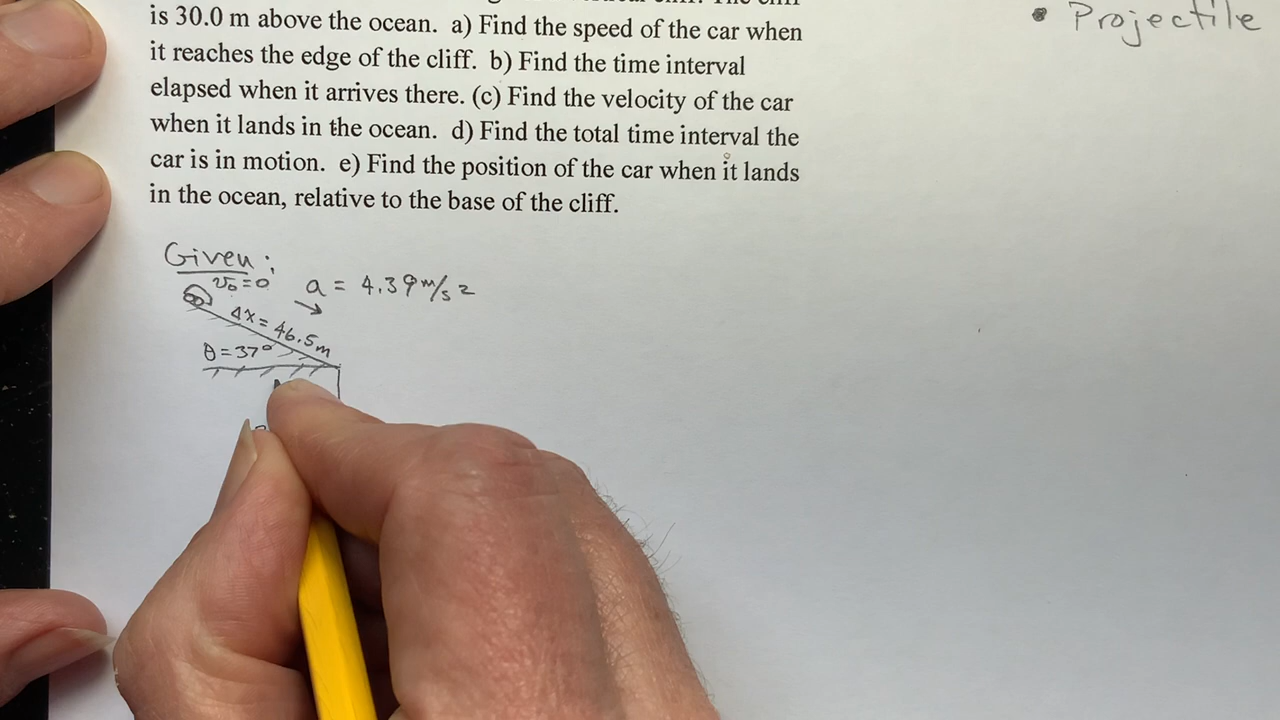 is 30.0 m above the ocean. a) Find the speed of the car when
it reaches the edge of the cliff. b) Find the time interval
elapsed when it arrives there. (c) Find the velocity of the car
when it lands in the ocean. d) Find the total time interval the
car is in motion. e) Find the position of the car when it lands
in the ocean, relative to the base of the cliff.
• Projectile
Given:
v₀=0 a = 4.39 m/s2
Δx = 46.5m
θ=37°